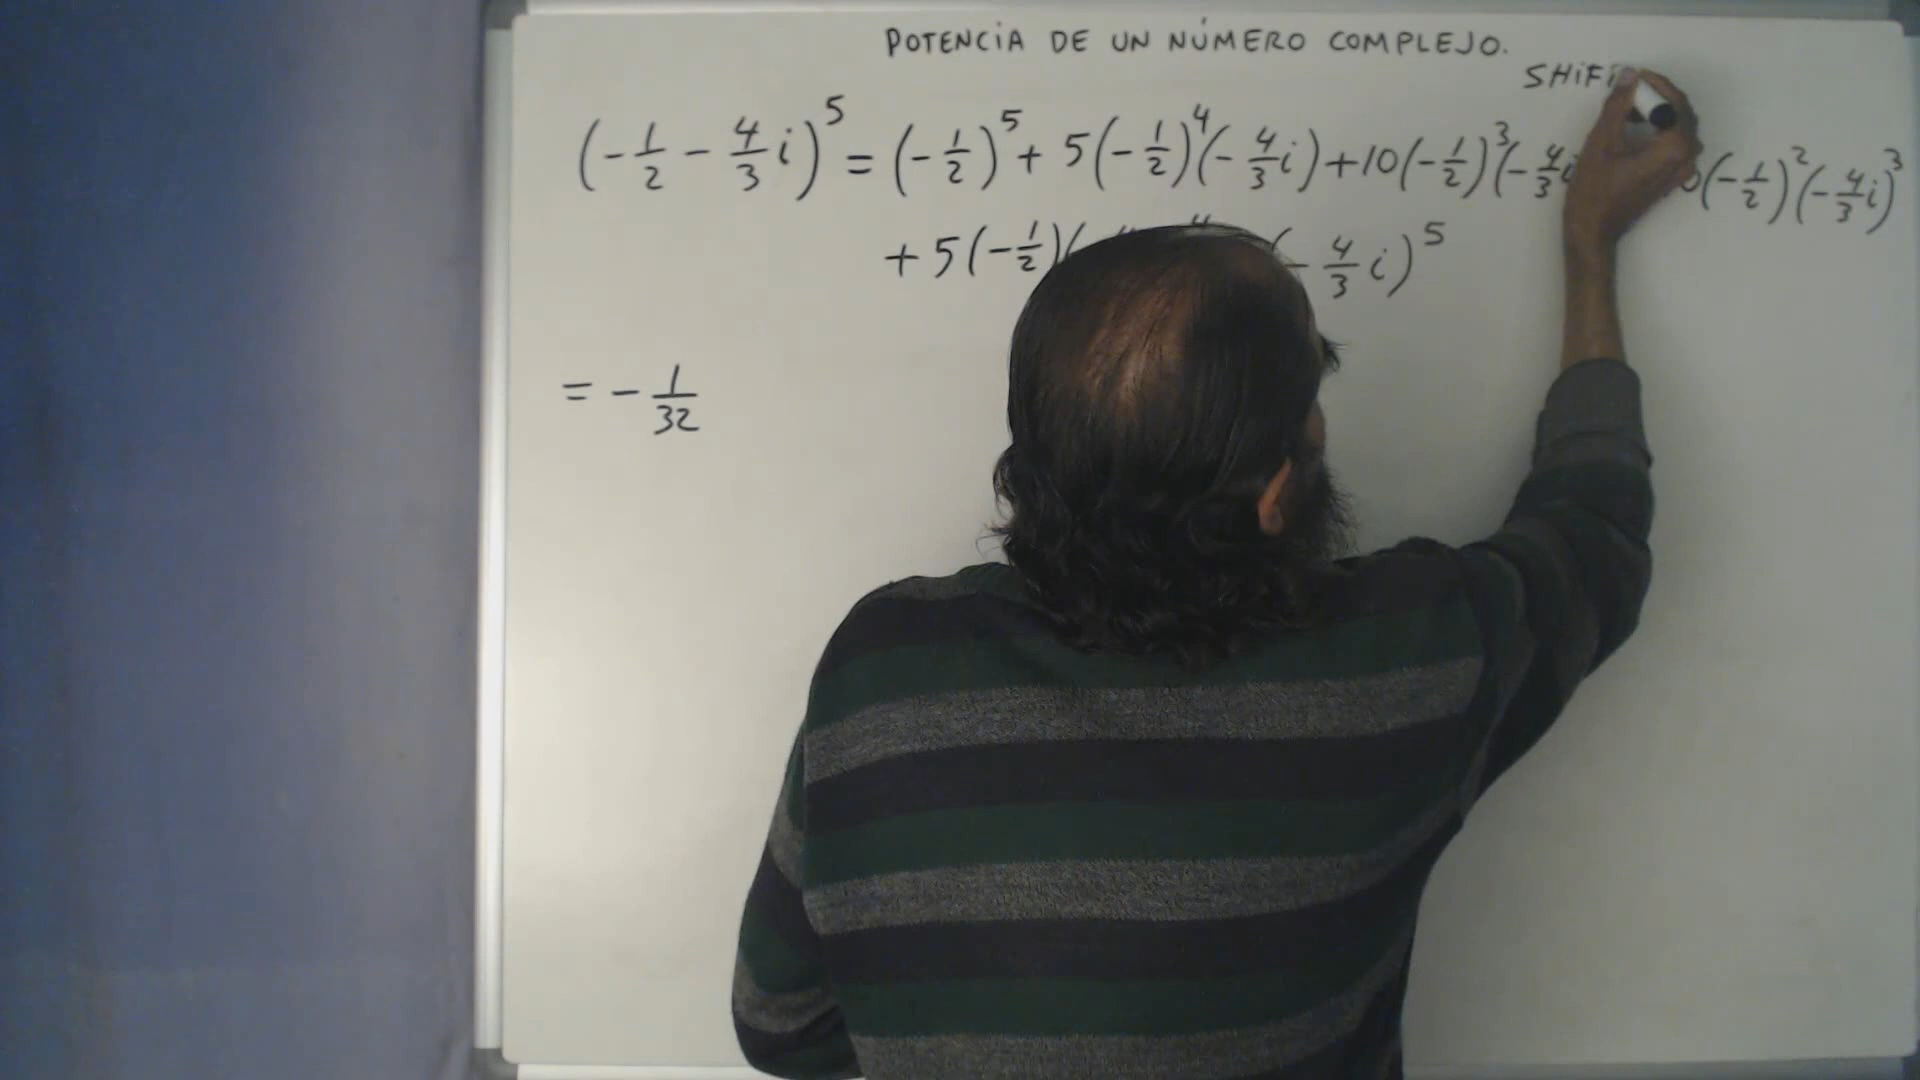 POTENCIA DE UN NÚMERO COMPLEJO.
SHIF
(-1/2 - 4/3 i)^5 = (-1/2)^5 + 5(-1/2)^4(-4/3 i) + 10(-1/2)^3(-4/3 i (-1/2)^2(-4/3 i)^3
+ 5(-1/2)( 4 - 4/3 i)^5
= - 1/32